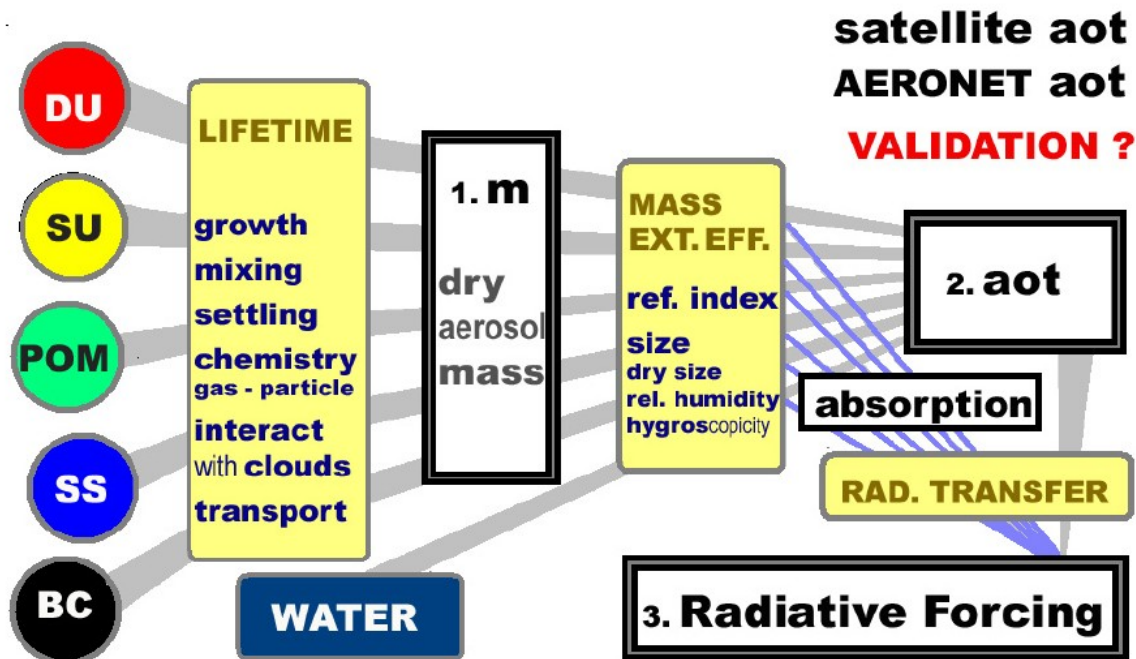 satellite aot
AERONET aot
VALIDATION ?
DU
SU
POM
SS
BC
LIFETIME
growth
mixing
settling
chemistry
gas - particle
interact
with clouds
transport
WATER
1. m
dry
aerosol
mass
MASS
EXT. EFF.
ref. index
size
dry size
rel. humidity
hygroscopicity
2. aot
absorption
RAD. TRANSFER
3. Radiative Forcing